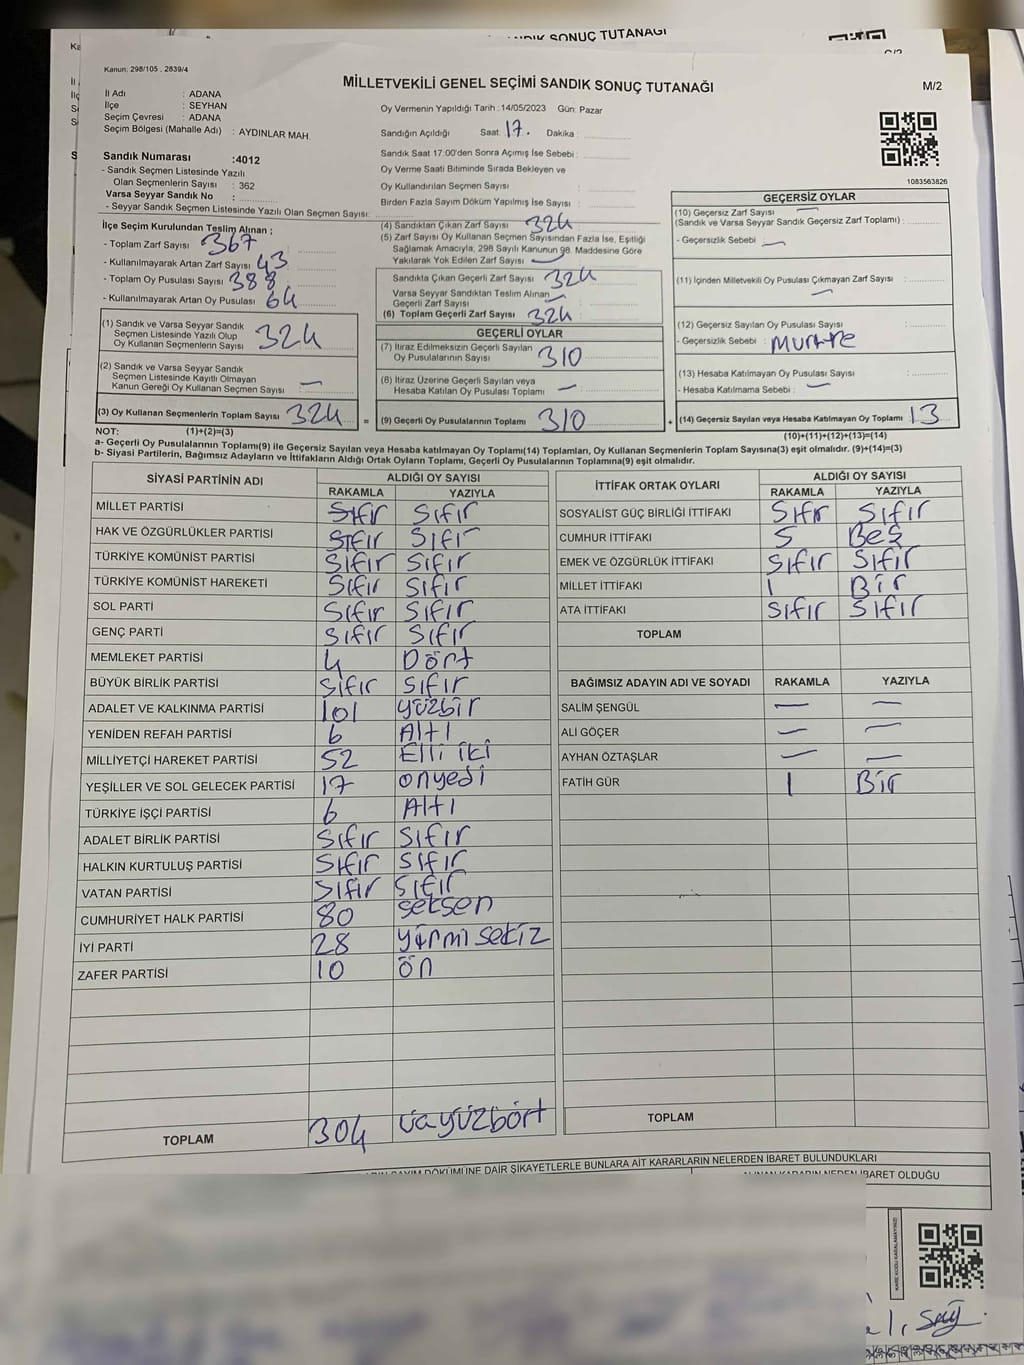 SONUÇ TUTANAĞI
Kanun: 298/105 , 2839/4
MİLLETVEKİLİ GENEL SEÇİMİ SANDIK SONUÇ TUTANAĞI
M/2
İl Adı : ADANA
İlçe : SEYHAN
Seçim Çevresi : ADANA
Seçim Bölgesi (Mahalle Adı) : AYDINLAR MAH.
Oy Vermenin Yapıldığı Tarih : 14/05/2023 Gün: Pazar
Sandığın Açıldığı Saat 17. Dakika :
Sandık Saat 17:00'den Sonra Açımış İse Sebebi :
Oy Verme Saati Bitiminde Sırada Bekleyen ve
Oy Kullandırılan Seçmen Sayısı :
Birden Fazla Sayım Döküm Yapılmış İse Sayısı :
1083563826
Sandık Numarası :4012
- Sandık Seçmen Listesinde Yazılı
Olan Seçmenlerin Sayısı : 362
Varsa Seyyar Sandık No :
- Seyyar Sandık Seçmen Listesinde Yazılı Olan Seçmen Sayısı:
İlçe Seçim Kurulundan Teslim Alınan ;
- Toplam Zarf Sayısı : 367
- Kullanılmayarak Artan Zarf Sayısı : 43
- Toplam Oy Pusulası Sayısı : 388
- Kullanılmayarak Artan Oy Pusulası : 64
(1) Sandık ve Varsa Seyyar Sandık
Seçmen Listesinde Yazılı Olup
Oy Kullanan Seçmenlerin Sayısı : 324
(2) Sandık ve Varsa Seyyar Sandık
Seçmen Listesinde Kayıtlı Olmayan
Kanun Gereği Oy Kullanan Seçmen Sayısı : —
(3) Oy Kullanan Seçmenlerin Toplam Sayısı : 324 =
(1)+(2)=(3)
(4) Sandıktan Çıkan Zarf Sayısı : 324
(5) Zarf Sayısı Oy Kullanan Seçmen Sayısından Fazla İse, Eşitliği
Sağlamak Amacıyla, 298 Sayılı Kanunun 98. Maddesine Göre
Yakılarak Yok Edilen Zarf Sayısı : —
Sandıkta Çıkan Geçerli Zarf Sayısı : 324
Varsa Seyyar Sandıktan Teslim Alınan
Geçerli Zarf Sayısı : —
(6) Toplam Geçerli Zarf Sayısı : 324
GEÇERLİ OYLAR
(7) İtiraz Edilmeksizin Geçerli Sayılan
Oy Pusulalarının Sayısı : 310
(8) İtiraz Üzerine Geçerli Sayılan veya
Hesaba Katılan Oy Pusulası Toplamı : —
(9) Geçerli Oy Pusulalarının Toplamı : 310 +
GEÇERSİZ OYLAR
(10) Geçersiz Zarf Sayısı —
(Sandık ve Varsa Seyyar Sandık Geçersiz Zarf Toplamı) :
- Geçersizlik Sebebi : —
(11) İçinden Milletvekili Oy Pusulası Çıkmayan Zarf Sayısı :
—
(12) Geçersiz Sayılan Oy Pusulası Sayısı :
- Geçersizlik Sebebi :
(13) Hesaba Katılmayan Oy Pusulası Sayısı :
- Hesaba Katılmama Sebebi : —
(14) Geçersiz Sayılan veya Hesaba Katılmayan Oy Toplamı : 13
(10)+(11)+(12)+(13)=(14)
NOT:
a- Geçerli Oy Pusulalarının Toplamı(9) ile Geçersiz Sayılan veya Hesaba katılmayan Oy Toplamı(14) Toplamları, Oy Kullanan Seçmenlerin Toplam Sayısına(3) eşit olmalıdır. (9)+(14)=(3)
b- Siyasi Partilerin, Bağımsız Adayların ve İttifakların Aldığı Ortak Oyların Toplamı, Geçerli Oy Pusulalarının Toplamına(9) eşit olmalıdır.
SİYASİ PARTİNİN ADI ALDIĞI OY SAYISI
RAKAMLA YAZIYLA
MİLLET PARTİSİ Sıfır Sıfır
HAK VE ÖZGÜRLÜKLER PARTİSİ Sıfır Sıfır
TÜRKİYE KOMÜNİST PARTİSİ Sıfır Sıfır
TÜRKİYE KOMÜNİST HAREKETİ Sıfır Sıfır
SOL PARTİ Sıfır Sıfır
GENÇ PARTİ Sıfır Sıfır
MEMLEKET PARTİSİ 4 Dört
BÜYÜK BİRLİK PARTİSİ Sıfır Sıfır
ADALET VE KALKINMA PARTİSİ 101 yüzbir
YENİDEN REFAH PARTİSİ 6 Altı
MİLLİYETÇİ HAREKET PARTİSİ 52 Elli iki
YEŞİLLER VE SOL GELECEK PARTİSİ 17 onyedi
TÜRKİYE İŞÇİ PARTİSİ 6 Altı
ADALET BİRLİK PARTİSİ Sıfır Sıfır
HALKIN KURTULUŞ PARTİSİ Sıfır Sıfır
VATAN PARTİSİ Sıfır Sıfır
CUMHURİYET HALK PARTİSİ 80 seksen
İYİ PARTİ 28 yirmi sekiz
ZAFER PARTİSİ 10 ön
TOPLAM 304
İTTİFAK ORTAK OYLARI ALDIĞI OY SAYISI
RAKAMLA YAZIYLA
SOSYALİST GÜÇ BİRLİĞİ İTTİFAKI Sıfır Sıfır
CUMHUR İTTİFAKI 5 Beş
EMEK VE ÖZGÜRLÜK İTTİFAKI Sıfır Sıfır
MİLLET İTTİFAKI 1 Bir
ATA İTTİFAKI Sıfır Sıfır
TOPLAM
BAĞIMSIZ ADAYIN ADI VE SOYADI RAKAMLA YAZIYLA
SALİM ŞENGÜL — —
ALİ GÖÇER — —
AYHAN ÖZTAŞLAR — —
FATİH GÜR 1 Bir
TOPLAM
SAYIM DÖKÜMÜNE DAİR ŞİKAYETLERLE BUNLARA AİT KARARLARIN NELERDEN İBARET BULUNDUKLARI
ALINAN KARARIN NEDEN İBARET OLDUĞU